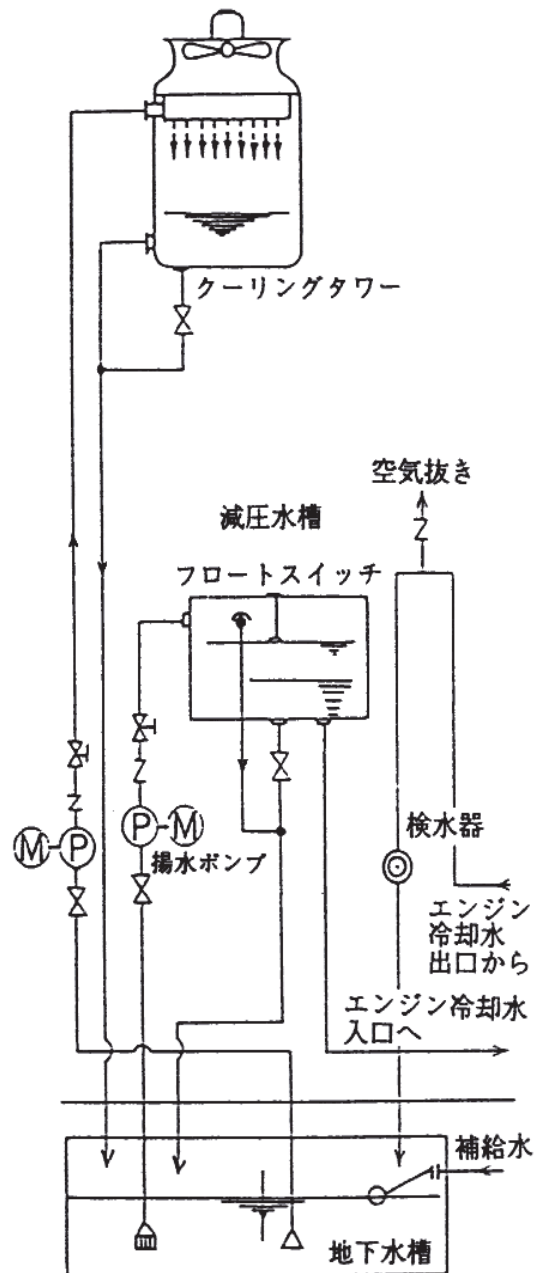 クーリングタワー
空気抜き
減圧水槽
フロートスイッチ
M
P
P
M
揚水ポンプ
検水器
エンジン
冷却水
出口から
エンジン冷却水
入口へ
補給水
地下水槽